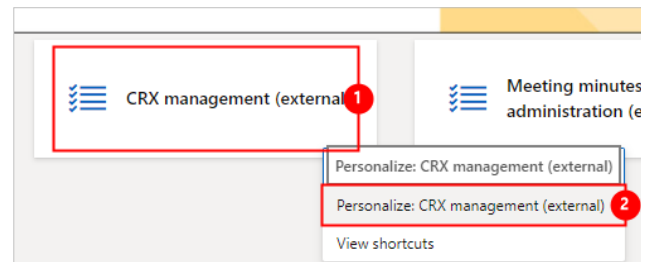 CRX management (external
1
Meeting minutes
administration (e
Personalize: CRX management (external)
Personalize: CRX management (external)
2
View shortcuts